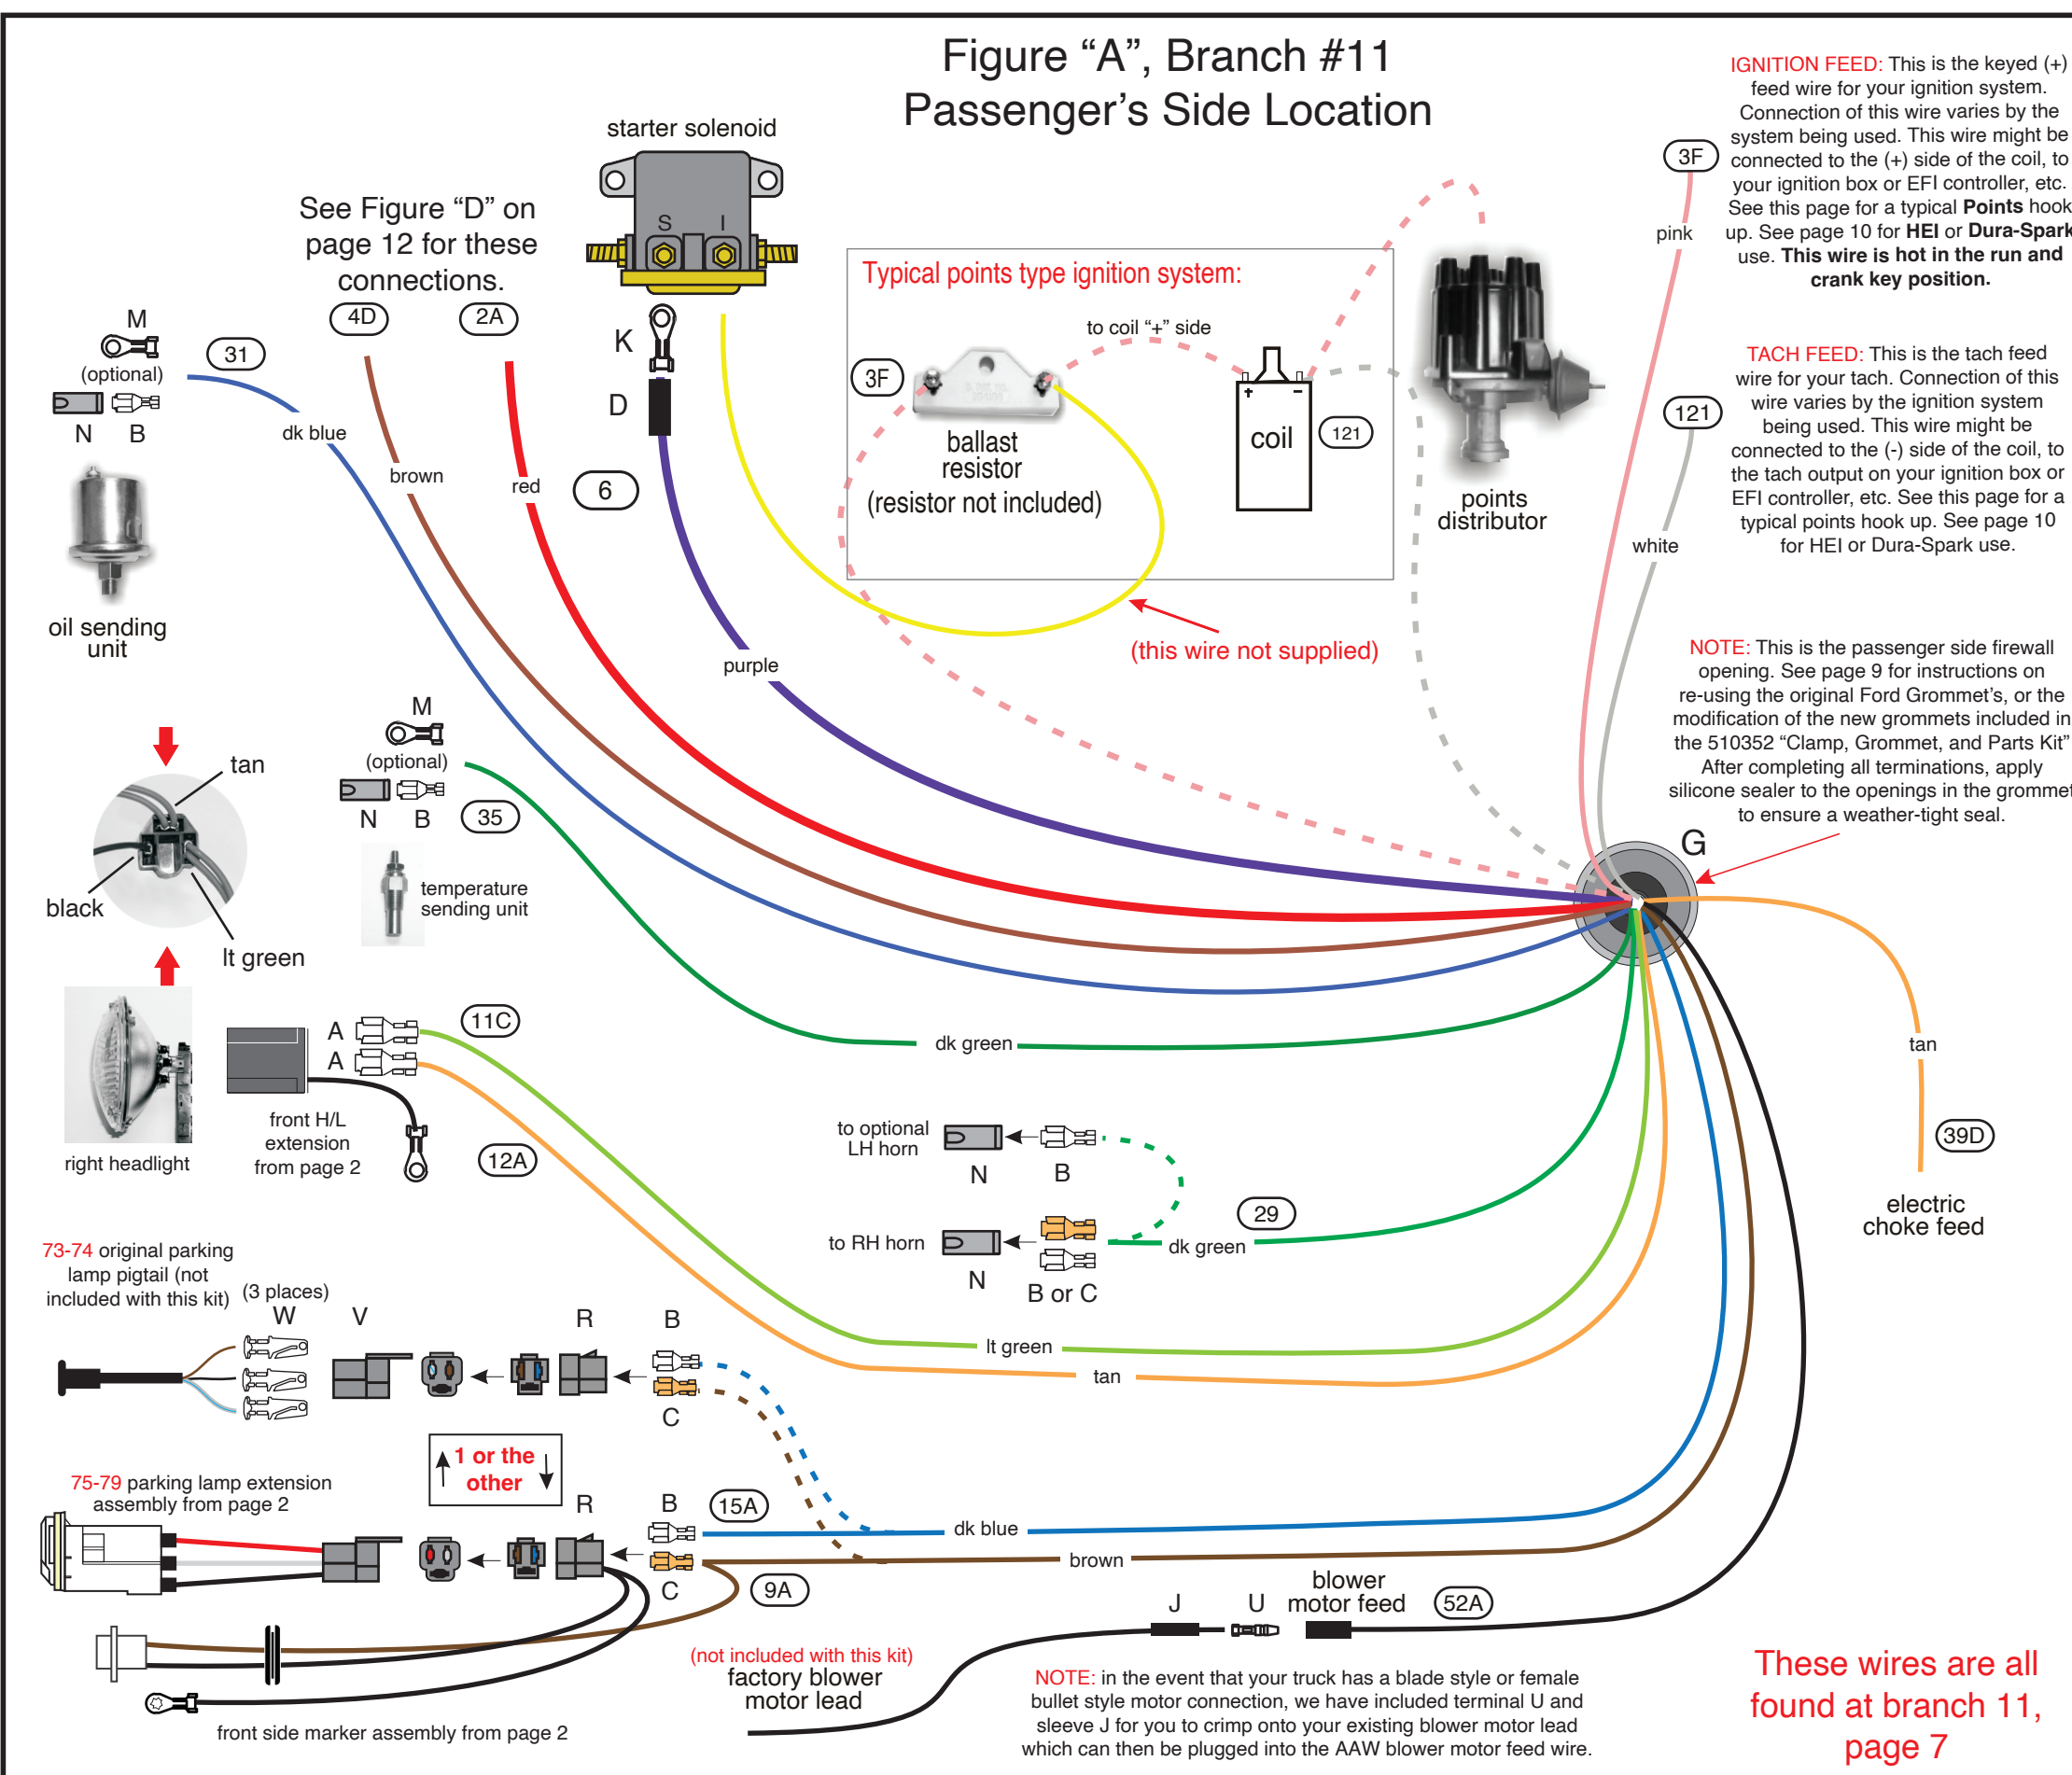 Figure “A”, Branch #11
Passenger’s Side Location
starter solenoid
S
I
See Figure “D” on
page 12 for these
connections.
4D
2A
K
D
6
M
(optional)
N
B
31
dk blue
brown
red
purple
oil sending
unit
Typical points type ignition system:
to coil “+” side
3F
ballast
resistor
(resistor not included)
+
–
coil
121
points
distributor
(this wire not supplied)
IGNITION FEED: This is the keyed (+)
feed wire for your ignition system.
Connection of this wire varies by the
system being used. This wire might be
connected to the (+) side of the coil, to
your ignition box or EFI controller, etc.
See this page for a typical Points hook
up. See page 10 for HEI or Dura-Spark
use. This wire is hot in the run and
crank key position.
3F
pink
TACH FEED: This is the tach feed
wire for your tach. Connection of this
wire varies by the ignition system
being used. This wire might be
connected to the (-) side of the coil, to
the tach output on your ignition box or
EFI controller, etc. See this page for a
typical points hook up. See page 10
for HEI or Dura-Spark use.
121
white
NOTE: This is the passenger side firewall
opening. See page 9 for instructions on
re-using the original Ford Grommet’s, or the
modification of the new grommets included in
the 510352 “Clamp, Grommet, and Parts Kit”
After completing all terminations, apply
silicone sealer to the openings in the grommet
to ensure a weather-tight seal.
G
M
(optional)
N
B
35
temperature
sending unit
tan
black
lt green
right headlight
A
A
11C
front H/L
extension
from page 2
12A
dk green
tan
39D
electric
choke feed
to optional
LH horn
N
B
to RH horn
N
B or C
29
dk green
lt green
tan
73-74 original parking
lamp pigtail (not
included with this kit)
(3 places)
W
V
R
B
C
1 or the
other
75-79 parking lamp extension
assembly from page 2
R
B
15A
C
9A
dk blue
brown
front side marker assembly from page 2
(not included with this kit)
factory blower
motor lead
J
U
blower
motor feed
52A
NOTE: in the event that your truck has a blade style or female
bullet style motor connection, we have included terminal U and
sleeve J for you to crimp onto your existing blower motor lead
which can then be plugged into the AAW blower motor feed wire.
These wires are all
found at branch 11,
page 7